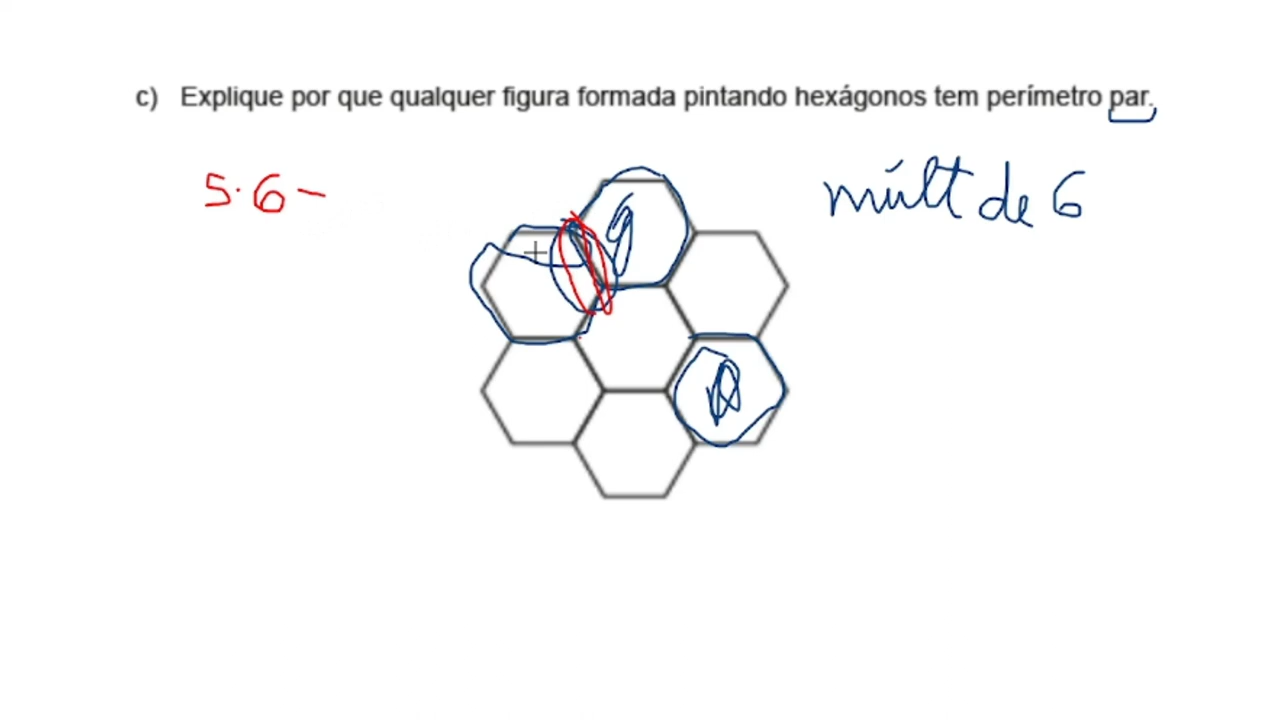 c) Explique por que qualquer figura formada pintando hexágonos tem perímetro par.
5·6 –
múlt de 6